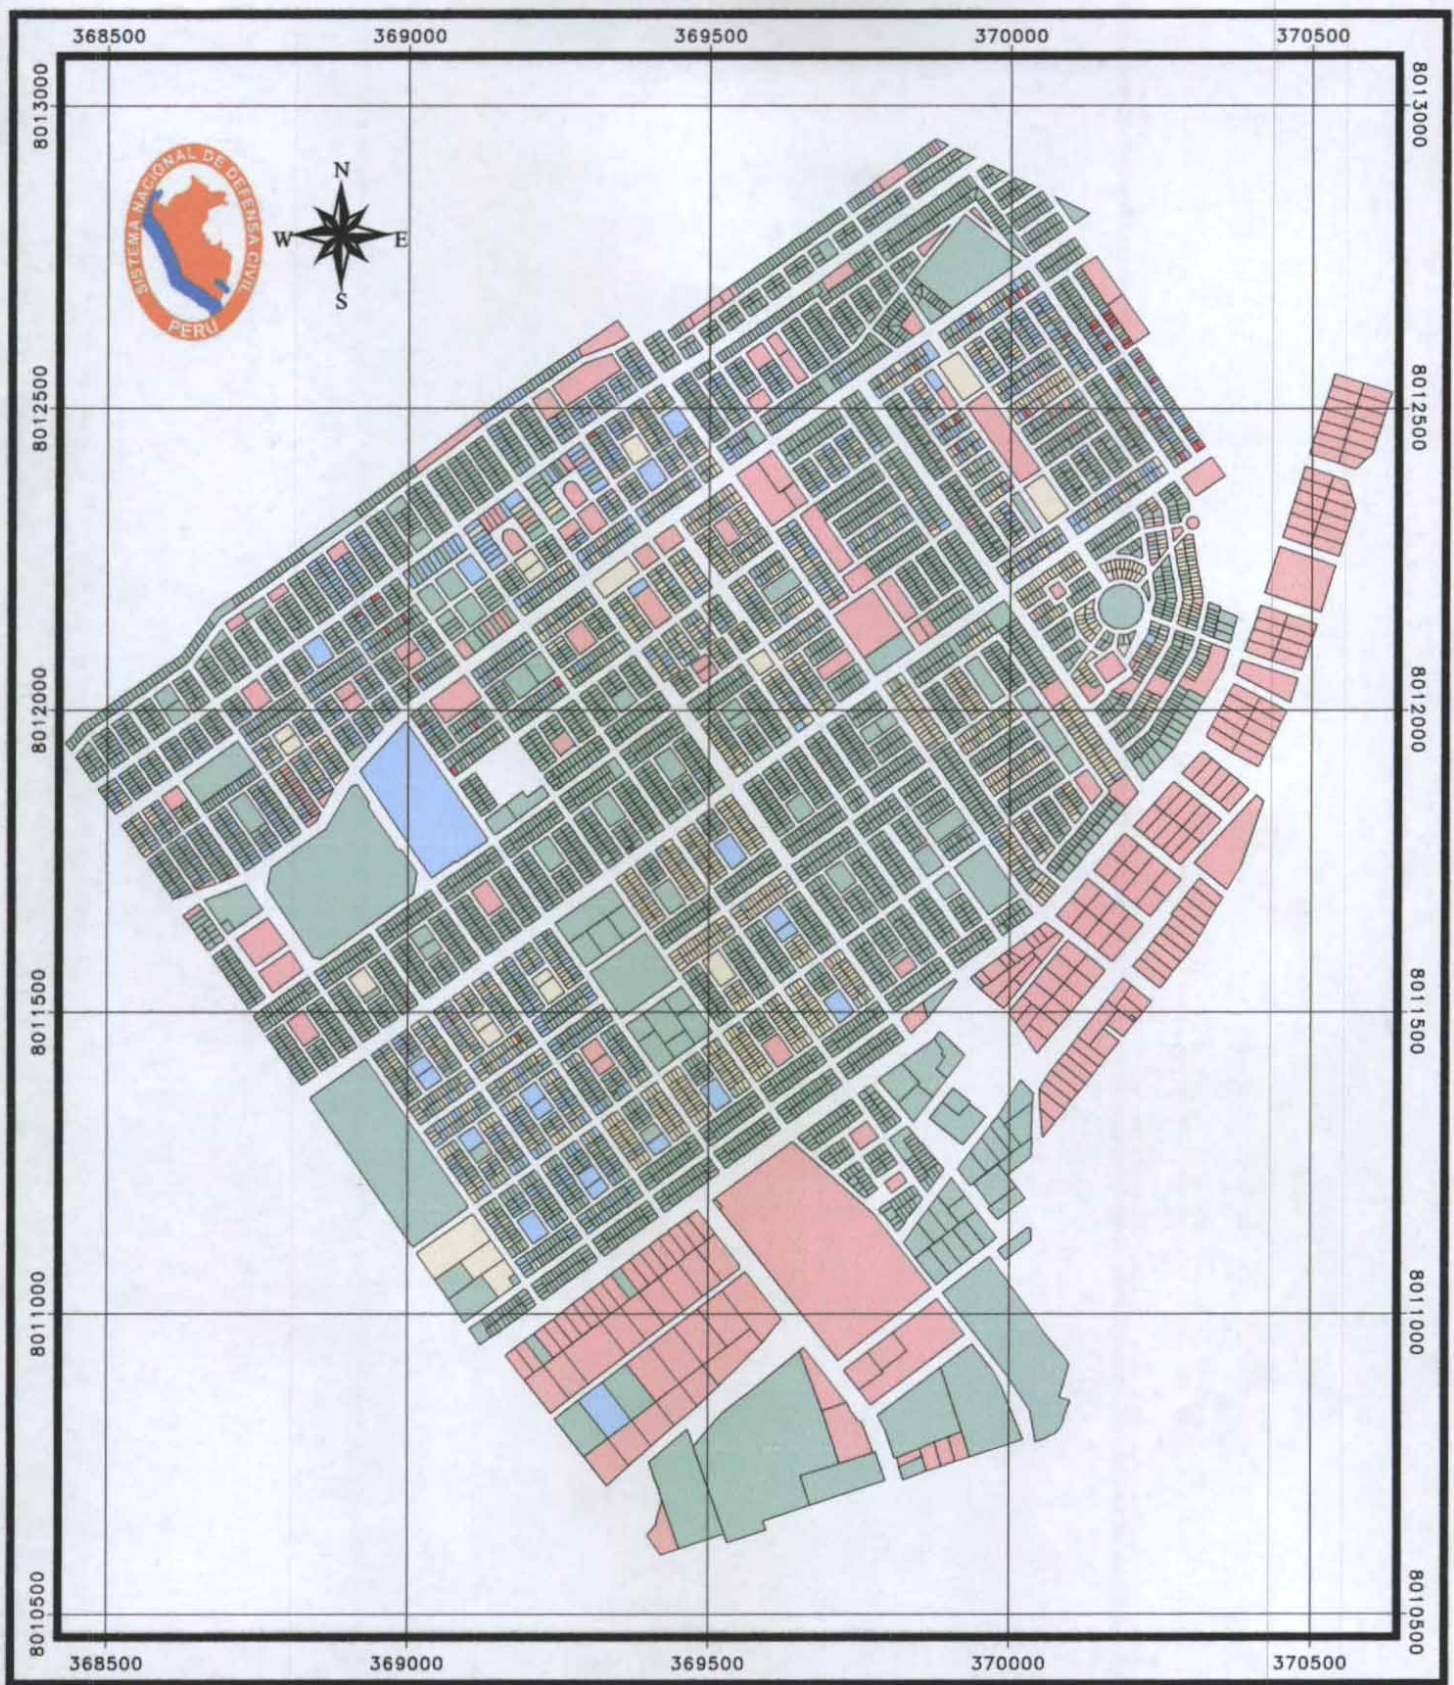 368500 369000 369500 370000 370500
8013000 8013000
SISTEMA NACIONAL DE DEFENSA CIVIL
PERU
N
W E
S
8012500 8012500
8012000 8012000
8011500 8011500
8011000 8011000
8010500 8010500
368500 369000 369500 370000 370500